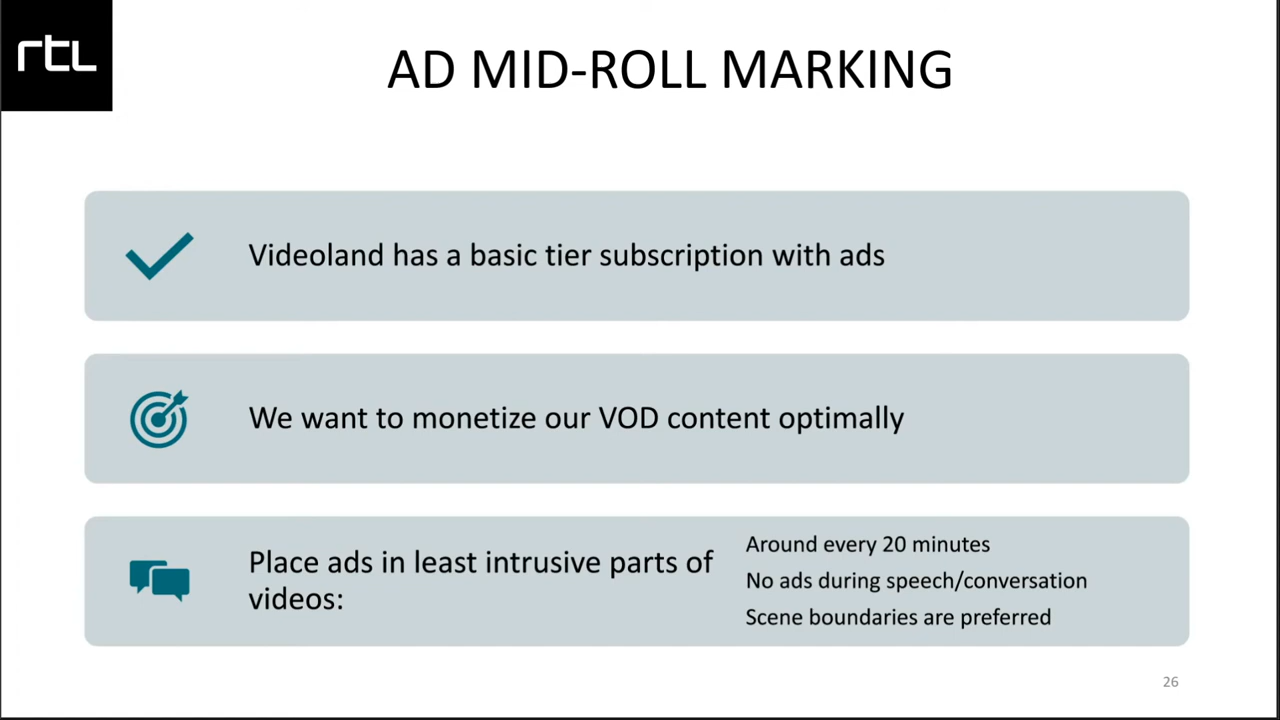 rtl
AD MID-ROLL MARKING
Videoland has a basic tier subscription with ads
We want to monetize our VOD content optimally
Place ads in least intrusive parts of
videos:
Around every 20 minutes
No ads during speech/conversation
Scene boundaries are preferred
26